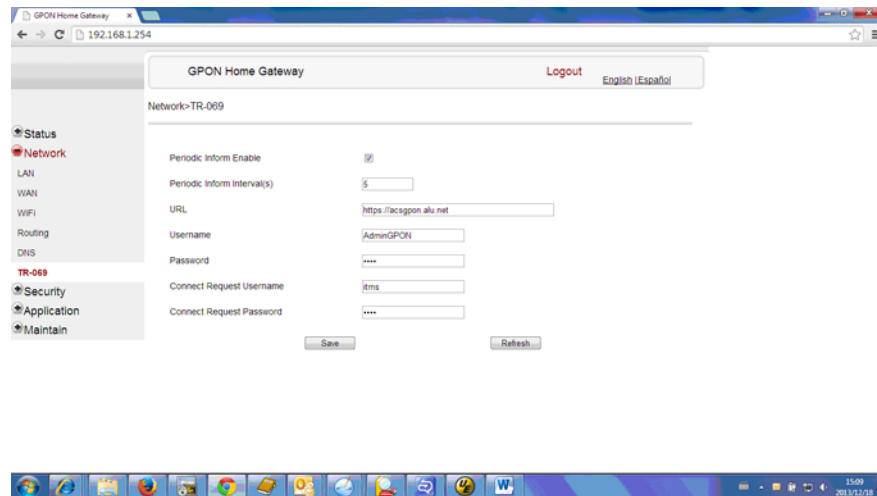 GPON Home Gateway
192.168.1.254
GPON Home Gateway
Logout
English |Español
Network>TR-069
Status
Network
LAN
WAN
WiFi
Routing
DNS
TR-069
Security
Application
Maintain
Periodic Inform Enable
Periodic Inform Interval(s)
5
URL
https://acsgpon.alu.net
Username
AdminGPON
Password
••••
Connect Request Username
itms
Connect Request Password
••••
Save
Refresh
15:09
2013/12/18